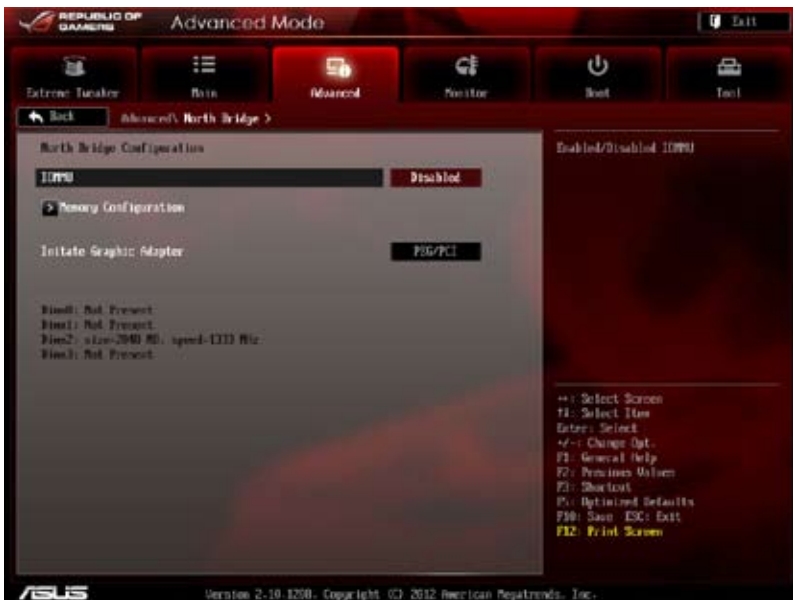 REPUBLIC OF GAMERS
Advanced Mode
Exit
Extreme Tweaker
Main
Advanced
Monitor
Boot
Tool
Back
Advanced\ North Bridge >
North Bridge Configuration
Enabled/Disabled IOMMU
IOMMU
Disabled
> Memory Configuration
Initate Graphic Adapter
PEG/PCI
Dimm0: Not Present
Dimm1: Not Present
Dimm2: size=2048 MB, speed=1333 MHz
Dimm3: Not Present
→←: Select Screen
↑↓: Select Item
Enter: Select
+/-: Change Opt.
F1: General Help
F2: Previous Values
F3: Shortcut
F5: Optimized Defaults
F10: Save ESC: Exit
F12: Print Screen
ASUS
Version 2.10.1208. Copyright (C) 2012 American Megatrends, Inc.